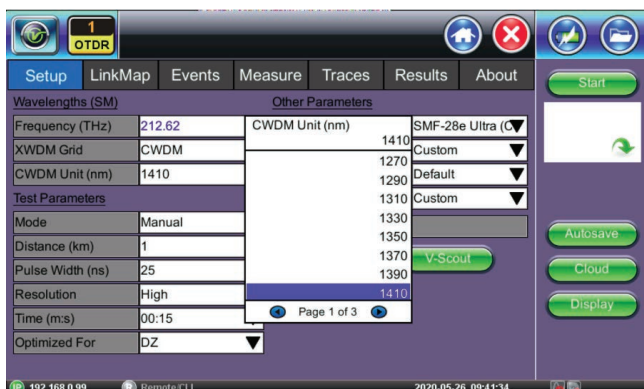 1
OTDR
Setup LinkMap Events Measure Traces Results About
Wavelengths (SM) Other Parameters
Frequency (THz) 212.62
XWDM Grid CWDM
CWDM Unit (nm) 1410
Test Parameters
Mode Manual
Distance (km) 1
Pulse Width (ns) 25
Resolution High
Time (m:s) 00:15
Optimized For DZ
CWDM Unit (nm)
1410
1270
1290
1310
1330
1350
1370
1390
1410
Page 1 of 3
SMF-28e Ultra (C
Custom
Default
Custom
V-Scout
Start
Autosave
Cloud
Display
IP 192.168.0.99 R Remote/CLI 2020-05-26 09:41:34